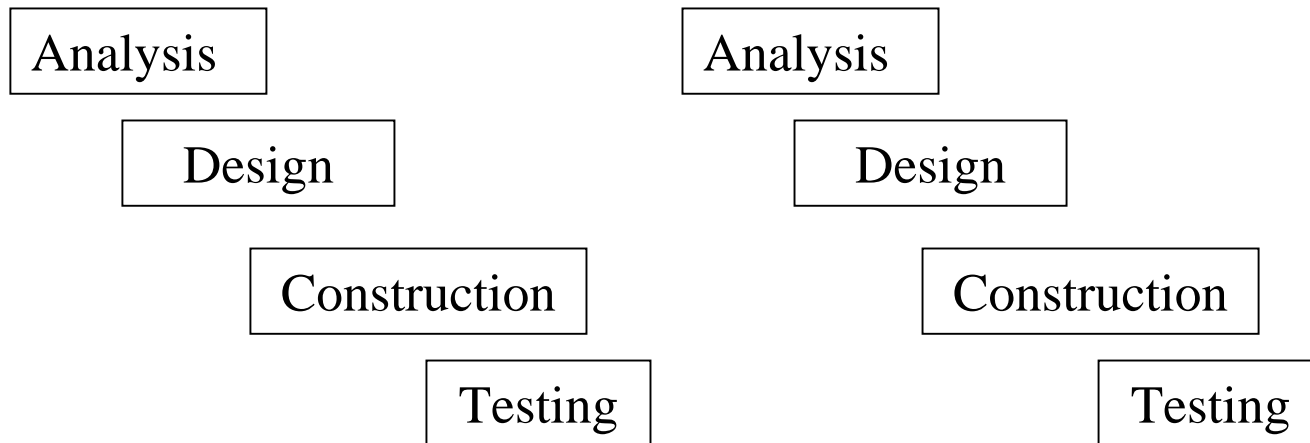 Analysis Analysis
Design Design
Construction Construction
Testing Testing